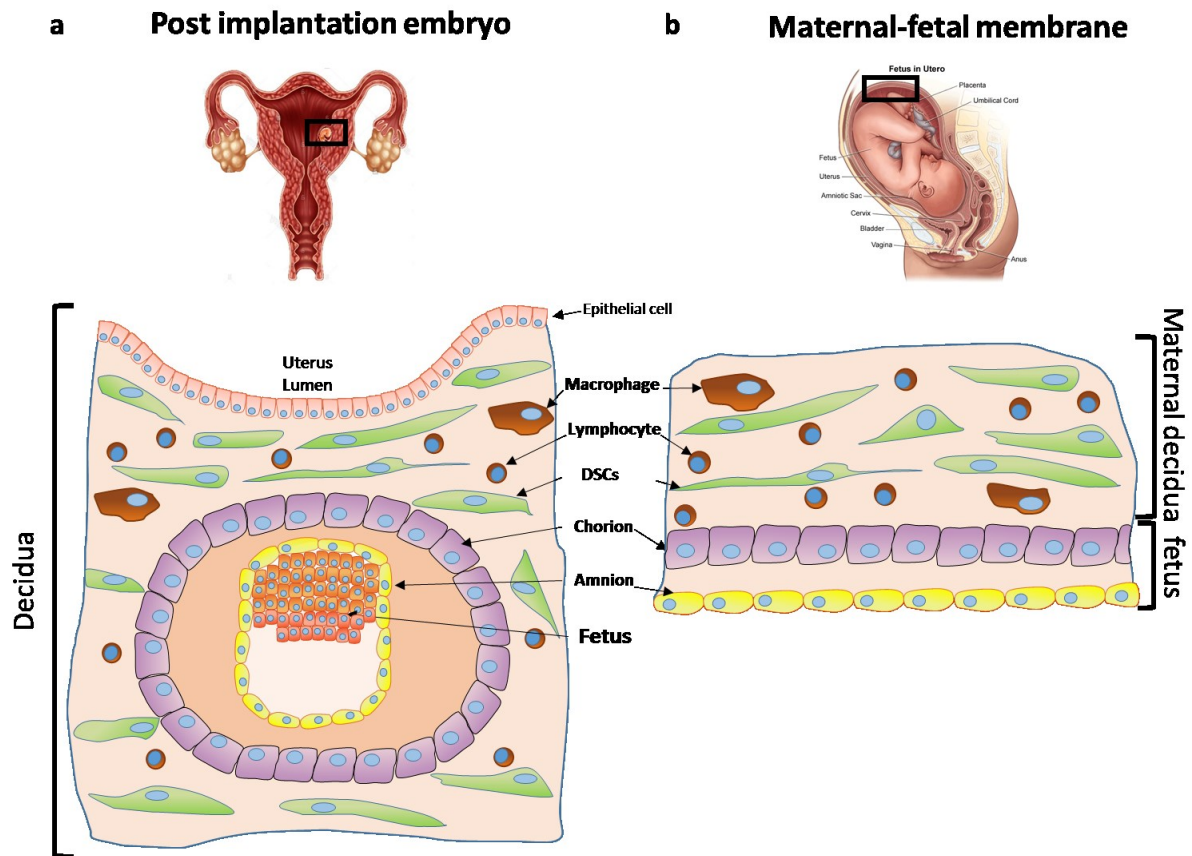 a
Post implantation embryo
b
Maternal-fetal membrane
Fetus in Utero
Placenta
Umbilical Cord
Fetus
Uterus
Amniotic Sac
Cervix
Bladder
Vagina
Anus
Decidua
Uterus
Lumen
Epithelial cell
Macrophage
Lymphocyte
DSCs
Chorion
Amnion
Fetus
Maternal decidua
fetus